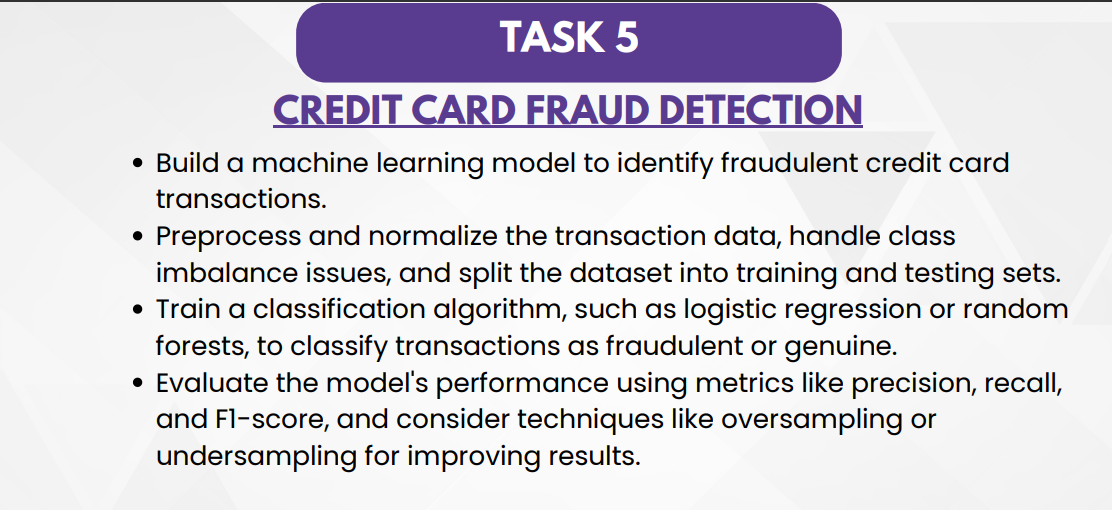 TASK 5
CREDIT CARD FRAUD DETECTION
• Build a machine learning model to identify fraudulent credit card
transactions.
• Preprocess and normalize the transaction data, handle class
imbalance issues, and split the dataset into training and testing sets.
• Train a classification algorithm, such as logistic regression or random
forests, to classify transactions as fraudulent or genuine.
• Evaluate the model's performance using metrics like precision, recall,
and F1-score, and consider techniques like oversampling or
undersampling for improving results.